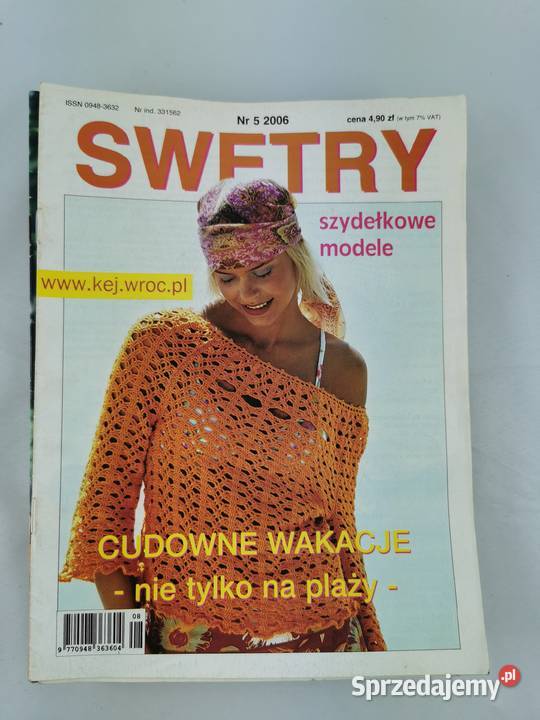 ISSN 0948-3632
Nr ind. 331562
Nr 5 2006
cena 4,90 zł (w tym 7% VAT)
SWETRY
szydełkowe
modele
www.kej.wroc.pl
CUDOWNE WAKACJE
- nie tylko na plaży -
08
9 770948 363604
Sprzedajemy.pl